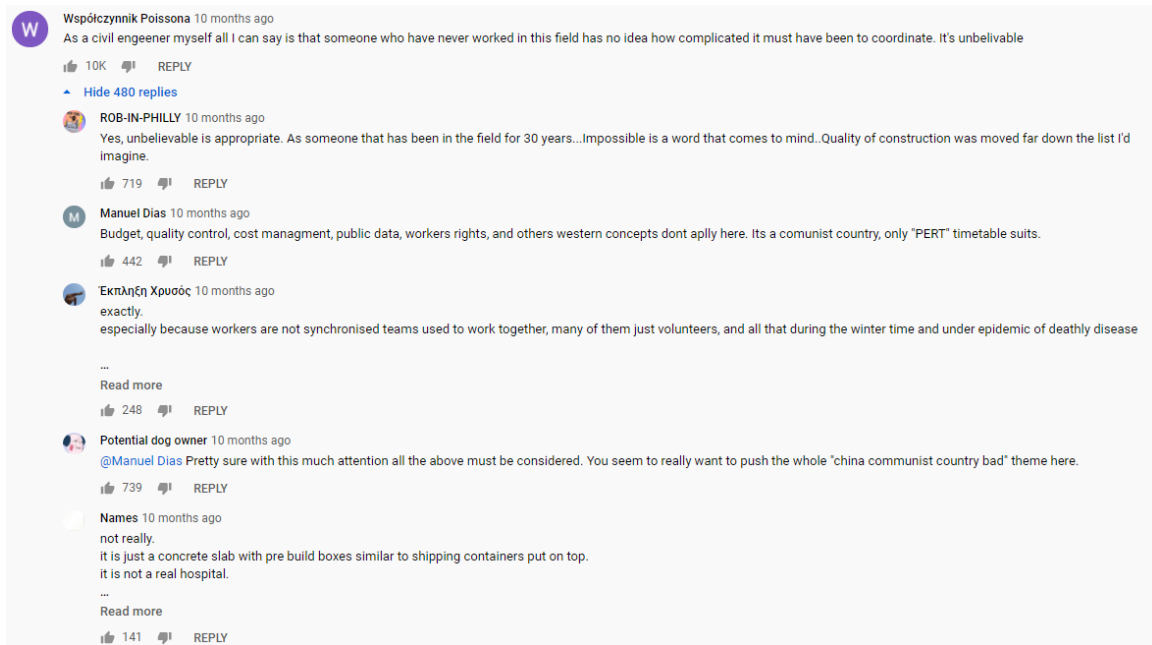 W
Współczynnik Poissona 10 months ago
As a civil engeener myself all I can say is that someone who have never worked in this field has no idea how complicated it must have been to coordinate. It's unbelivable
10K REPLY
Hide 480 replies
ROB-IN-PHILLY 10 months ago
Yes, unbelievable is appropriate. As someone that has been in the field for 30 years...Impossible is a word that comes to mind..Quality of construction was moved far down the list I'd
imagine.
719 REPLY
M
Manuel Dias 10 months ago
Budget, quality control, cost managment, public data, workers rights, and others western concepts dont aplly here. Its a comunist country, only "PERT" timetable suits.
442 REPLY
Έκπληξη Χρυσός 10 months ago
exactly.
especially because workers are not synchronised teams used to work together, many of them just volunteers, and all that during the winter time and under epidemic of deathly disease
...
Read more
248 REPLY
Potential dog owner 10 months ago
@Manuel Dias Pretty sure with this much attention all the above must be considered. You seem to really want to push the whole "china communist country bad" theme here.
739 REPLY
Names 10 months ago
not really.
it is just a concrete slab with pre build boxes similar to shipping containers put on top.
it is not a real hospital.
...
Read more
141 REPLY